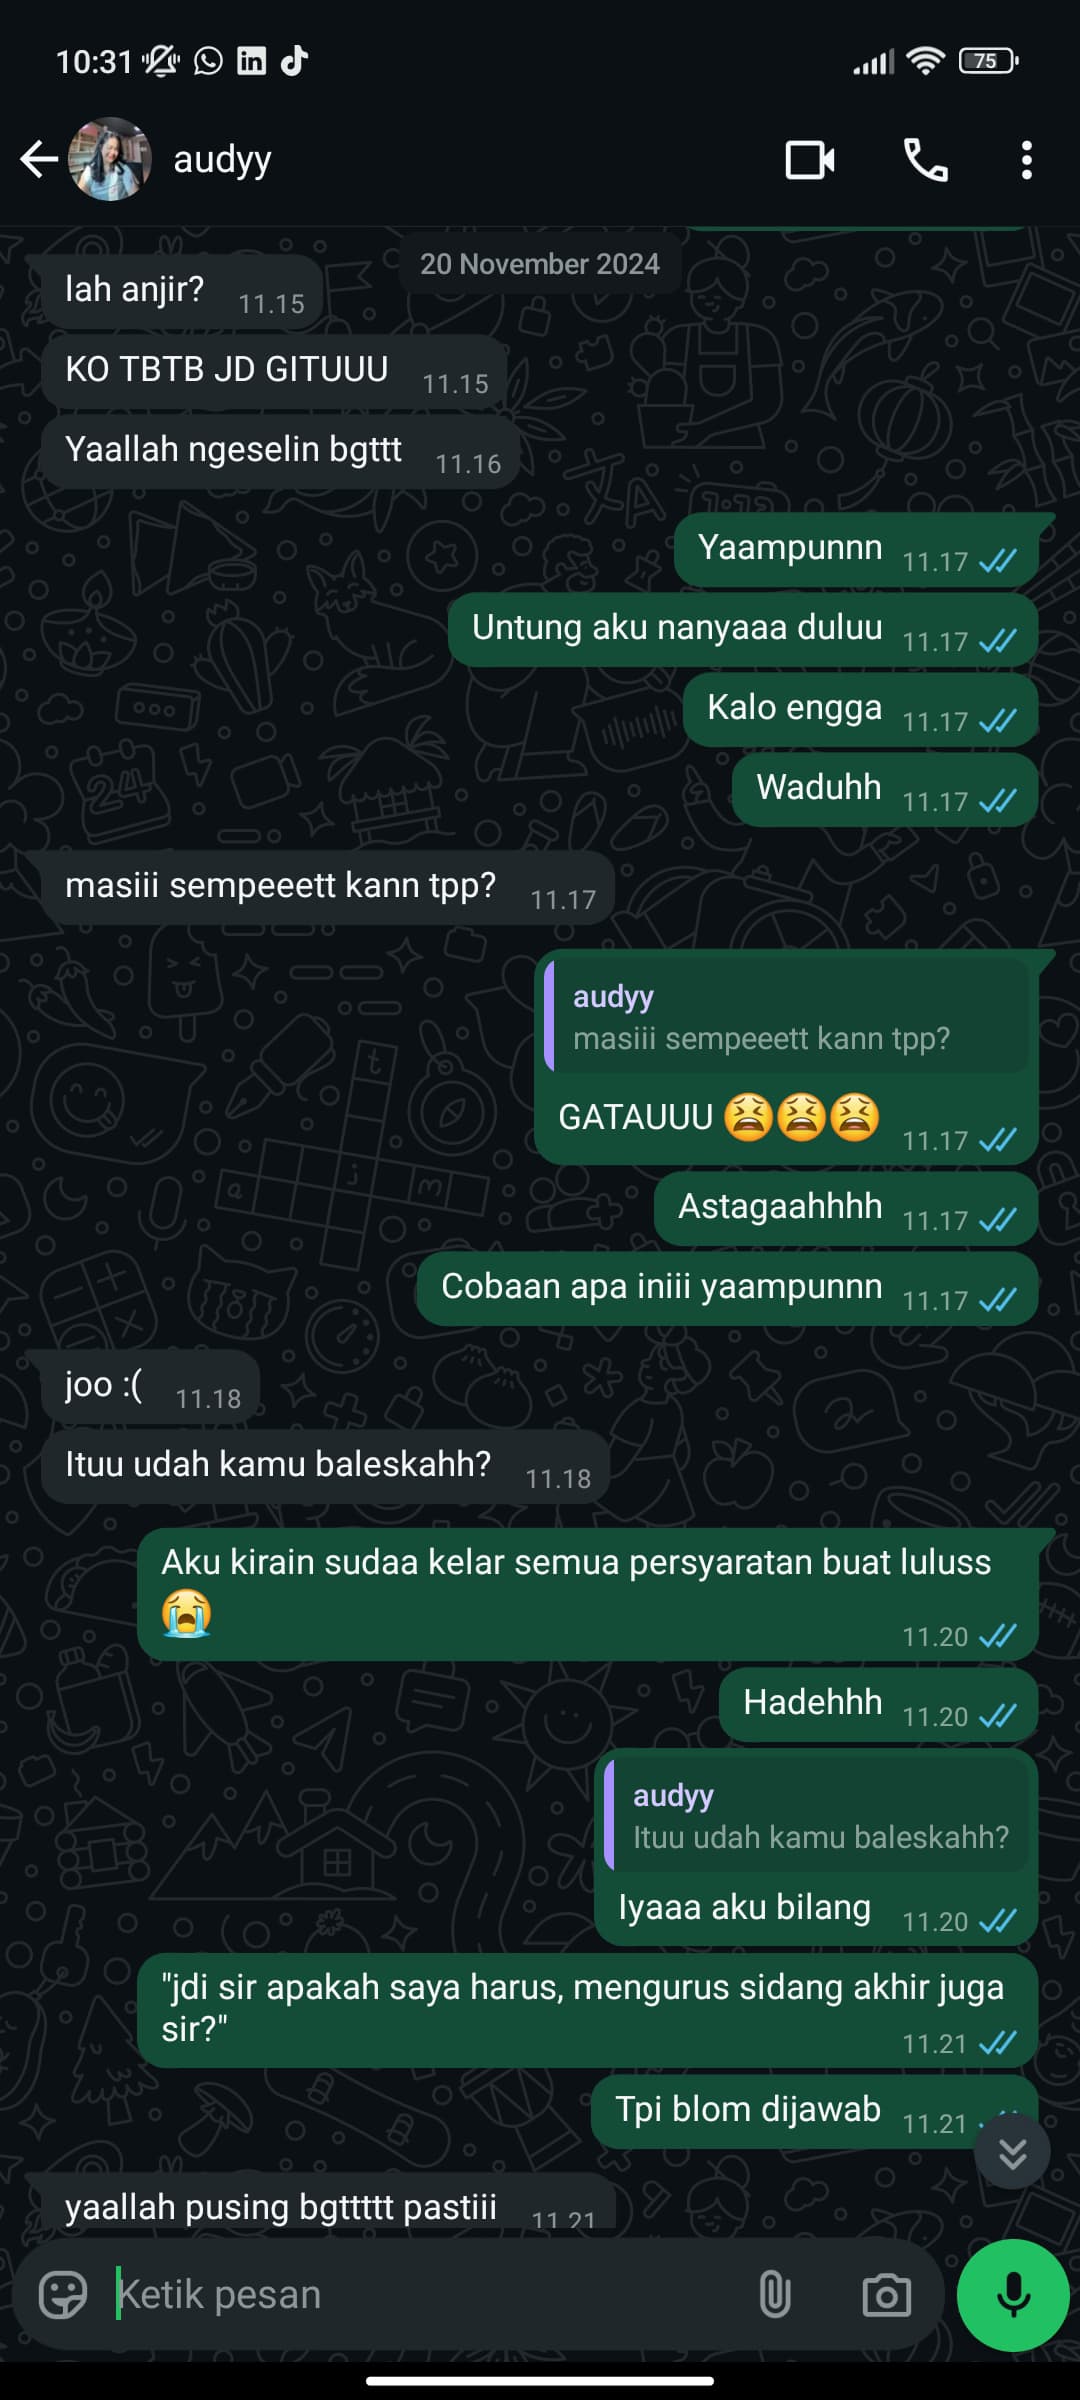 10:31
75
audyy
20 November 2024
lah anjir? 11.15
KO TBTB JD GITUUU 11.15
Yaallah ngeselin bgttt 11.16
Yaampunnn 11.17
Untung aku nanyaaa duluu 11.17
Kalo engga 11.17
Waduhh 11.17
masiii sempeeett kann tpp? 11.17
audyy
masiii sempeeett kann tpp?
GATAUUU 😫😫😫 11.17
Astagaahhhh 11.17
Cobaan apa iniii yaampunnn 11.17
joo :( 11.18
Ituu udah kamu baleskahh? 11.18
Aku kirain sudaa kelar semua persyaratan buat luluss
😭 11.20
Hadehhh 11.20
audyy
Ituu udah kamu baleskahh?
Iyaaa aku bilang 11.20
"jdi sir apakah saya harus, mengurus sidang akhir juga
sir?" 11.21
Tpi blom dijawab 11.21
yaallah pusing bgttttt pastiii 11.21
Ketik pesan